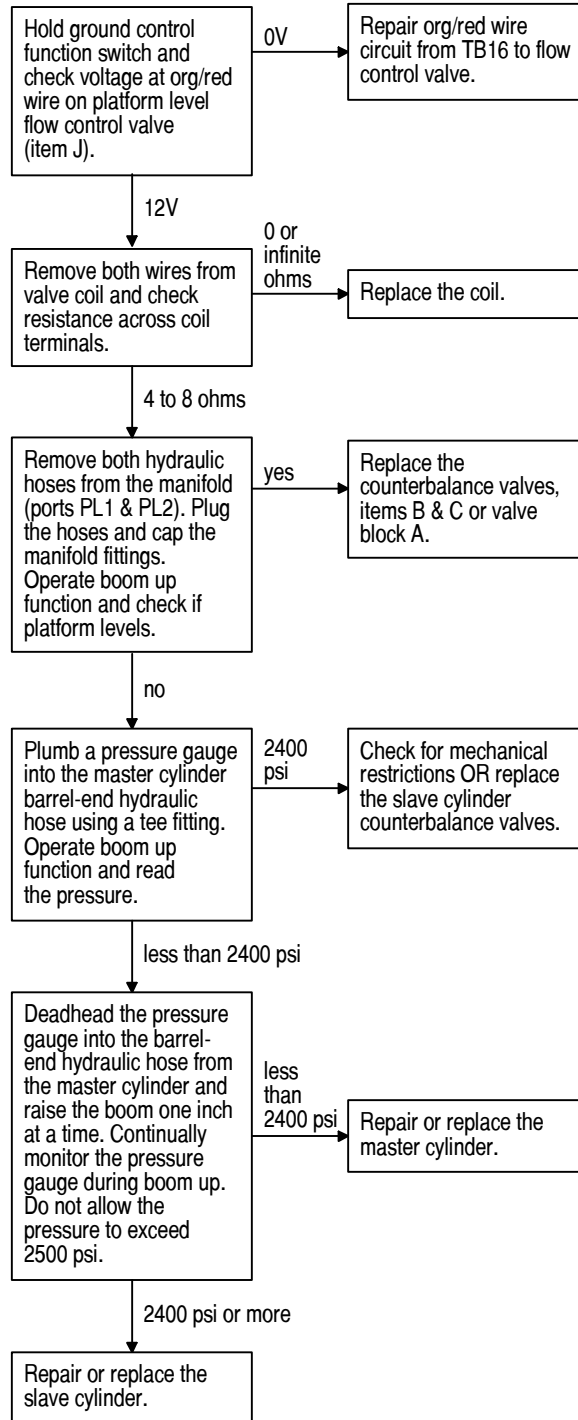 Hold ground control
function switch and
check voltage at org/red
wire on platform level
flow control valve
(item J).
0V
Repair org/red wire
circuit from TB16 to flow
control valve.
12V
Remove both wires from
valve coil and check
resistance across coil
terminals.
0 or
infinite
ohms
Replace the coil.
4 to 8 ohms
Remove both hydraulic
hoses from the manifold
(ports PL1 & PL2). Plug
the hoses and cap the
manifold fittings.
Operate boom up
function and check if
platform levels.
yes
Replace the
counterbalance valves,
items B & C or valve
block A.
no
Plumb a pressure gauge
into the master cylinder
barrel-end hydraulic
hose using a tee fitting.
Operate boom up
function and read
the pressure.
2400
psi
Check for mechanical
restrictions OR replace
the slave cylinder
counterbalance valves.
less than 2400 psi
Deadhead the pressure
gauge into the barrel-
end hydraulic hose from
the master cylinder and
raise the boom one inch
at a time. Continually
monitor the pressure
gauge during boom up.
Do not allow the
pressure to exceed
2500 psi.
less
than
2400 psi
Repair or replace the
master cylinder.
2400 psi or more
Repair or replace the
slave cylinder.